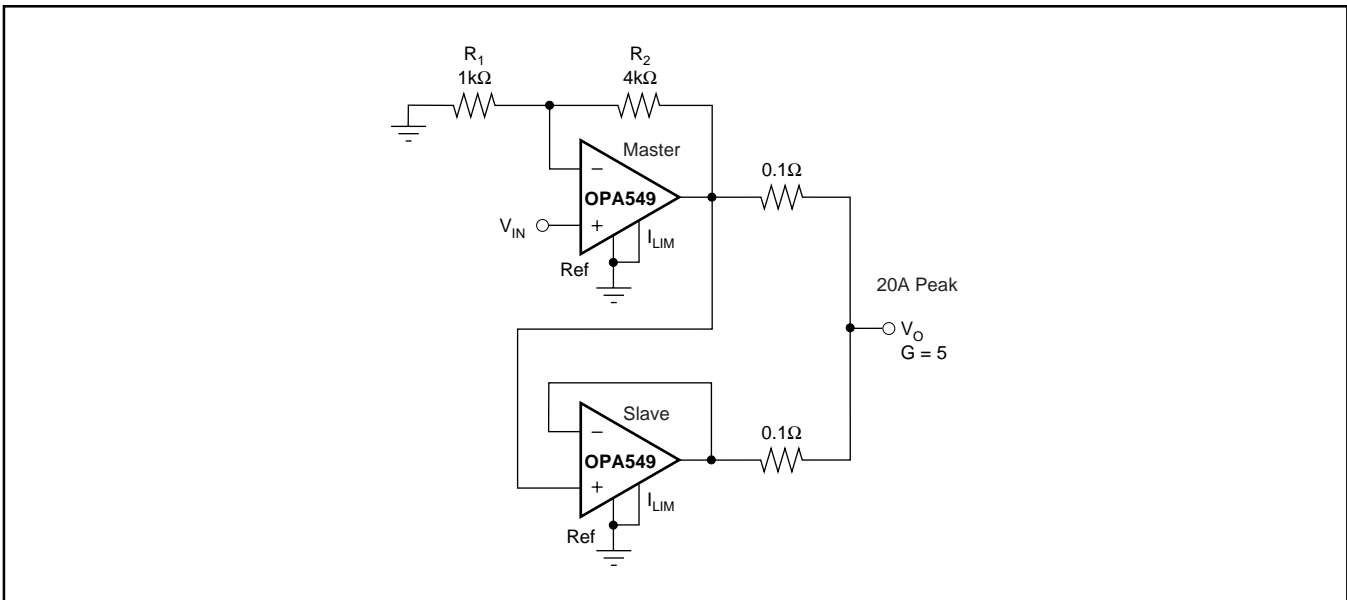 R1
1kΩ
R2
4kΩ
Master
−
OPA549
+
VIN
ILIM
Ref
0.1Ω
20A Peak
VO
G = 5
Slave
−
OPA549
+
ILIM
Ref
0.1Ω